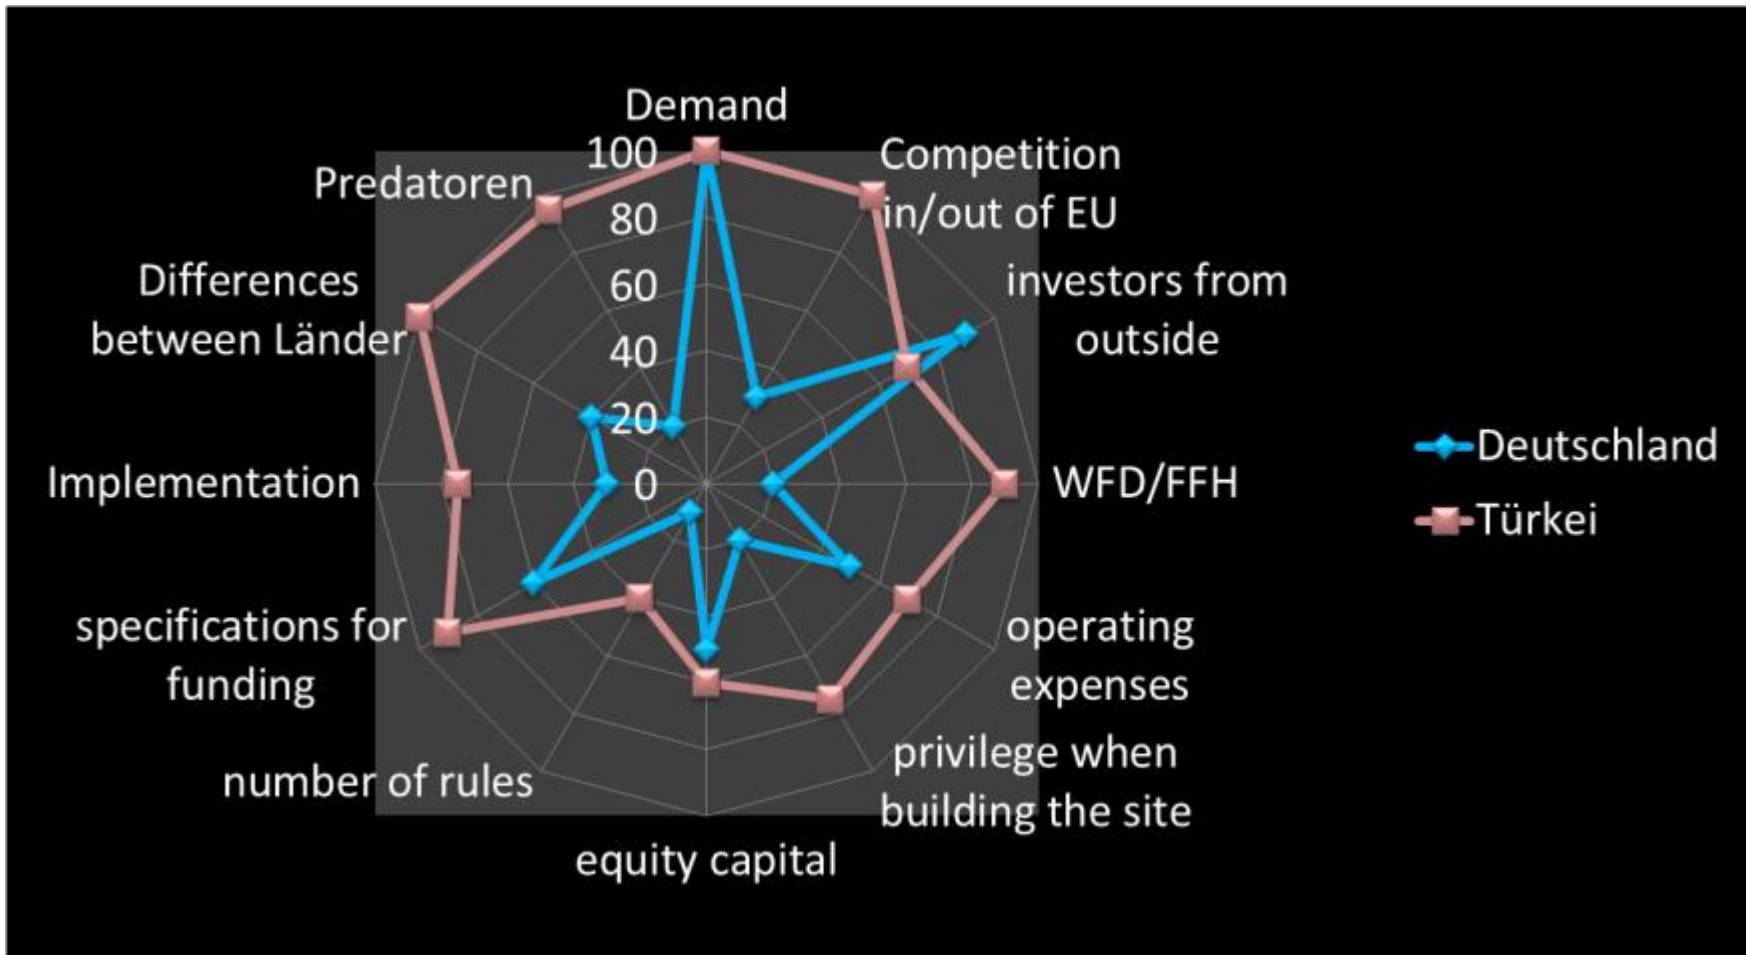 Demand
100
80
60
40
20
0
Competition
in/out of EU
investors from
outside
WFD/FFH
operating
expenses
privilege when
building the site
equity capital
number of rules
specifications for
funding
Implementation
Differences
between Länder
Predatoren
Deutschland
Türkei